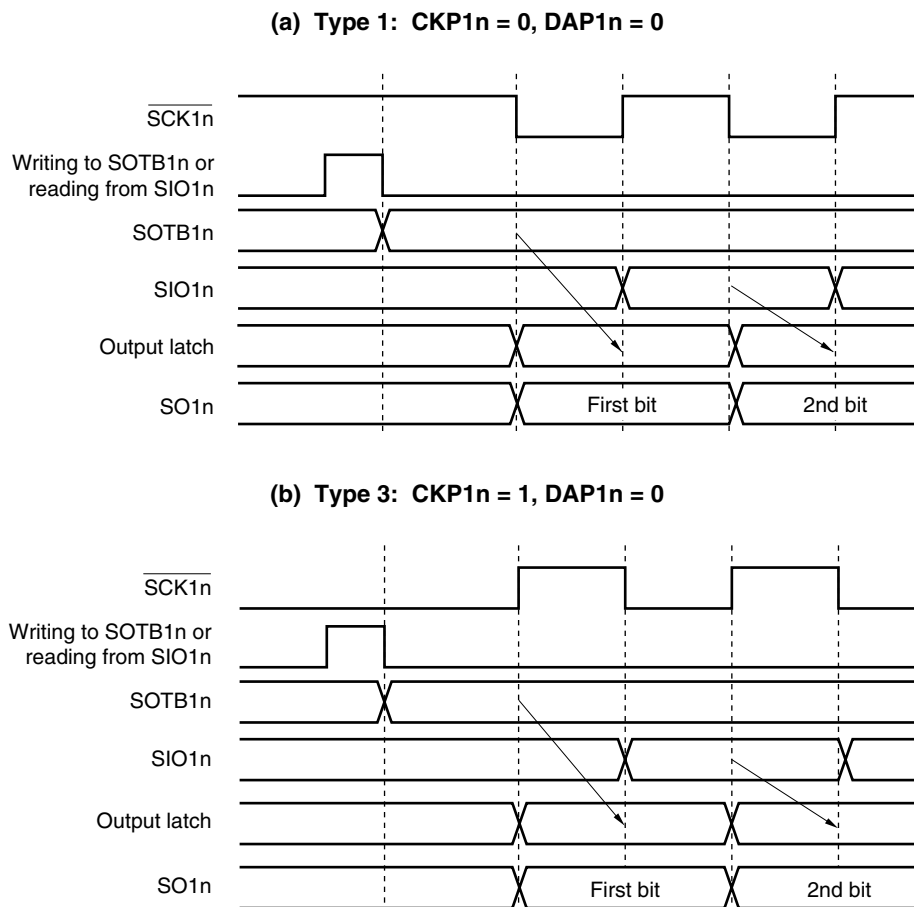 (a) Type 1: CKP1n = 0, DAP1n = 0
SCK1n
Writing to SOTB1n or
reading from SIO1n
SOTB1n
SIO1n
Output latch
SO1n
First bit
2nd bit
(b) Type 3: CKP1n = 1, DAP1n = 0
SCK1n
Writing to SOTB1n or
reading from SIO1n
SOTB1n
SIO1n
Output latch
SO1n
First bit
2nd bit